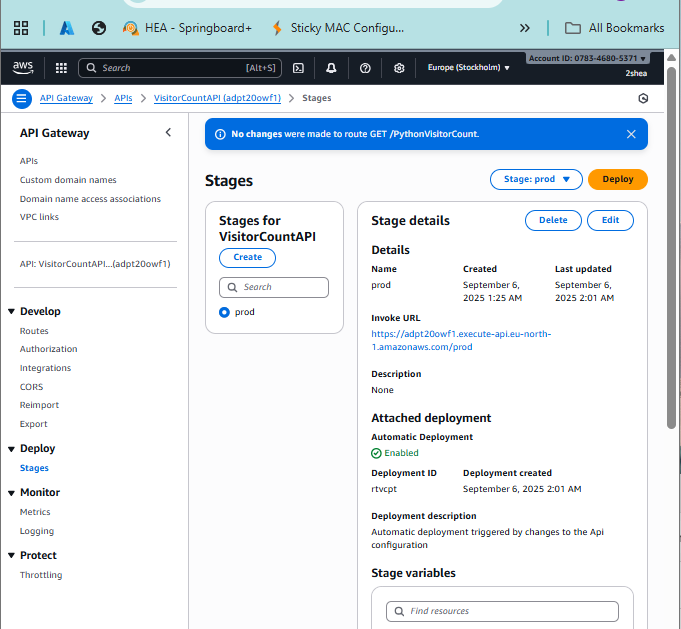 HEA - Springboard+
Sticky MAC Configu...
All Bookmarks
aws
Search
[Alt+S]
Europe (Stockholm)
Account ID: 0783-4680-5371
2shea
API Gateway
APIs
VisitorCountAPI (adpt20owf1)
Stages
API Gateway
APIs
Custom domain names
Domain name access associations
VPC links
API: VisitorCountAPI...(adpt20owf1)
Develop
Routes
Authorization
Integrations
CORS
Reimport
Export
Deploy
Stages
Monitor
Metrics
Logging
Protect
Throttling
No changes were made to route GET /PythonVisitorCount.
Stages
Stage: prod
Deploy
Stages for
VisitorCountAPI
Create
Search
prod
Stage details
Delete
Edit
Details
Name
Created
Last updated
prod
September 6,
2025 1:25 AM
September 6,
2025 2:01 AM
Invoke URL
https://adpt20owf1.execute-api.eu-north-
1.amazonaws.com/prod
Description
None
Attached deployment
Automatic Deployment
Enabled
Deployment ID
Deployment created
rtvcpt
September 6, 2025 2:01 AM
Deployment description
Automatic deployment triggered by changes to the Api
configuration
Stage variables
Find resources